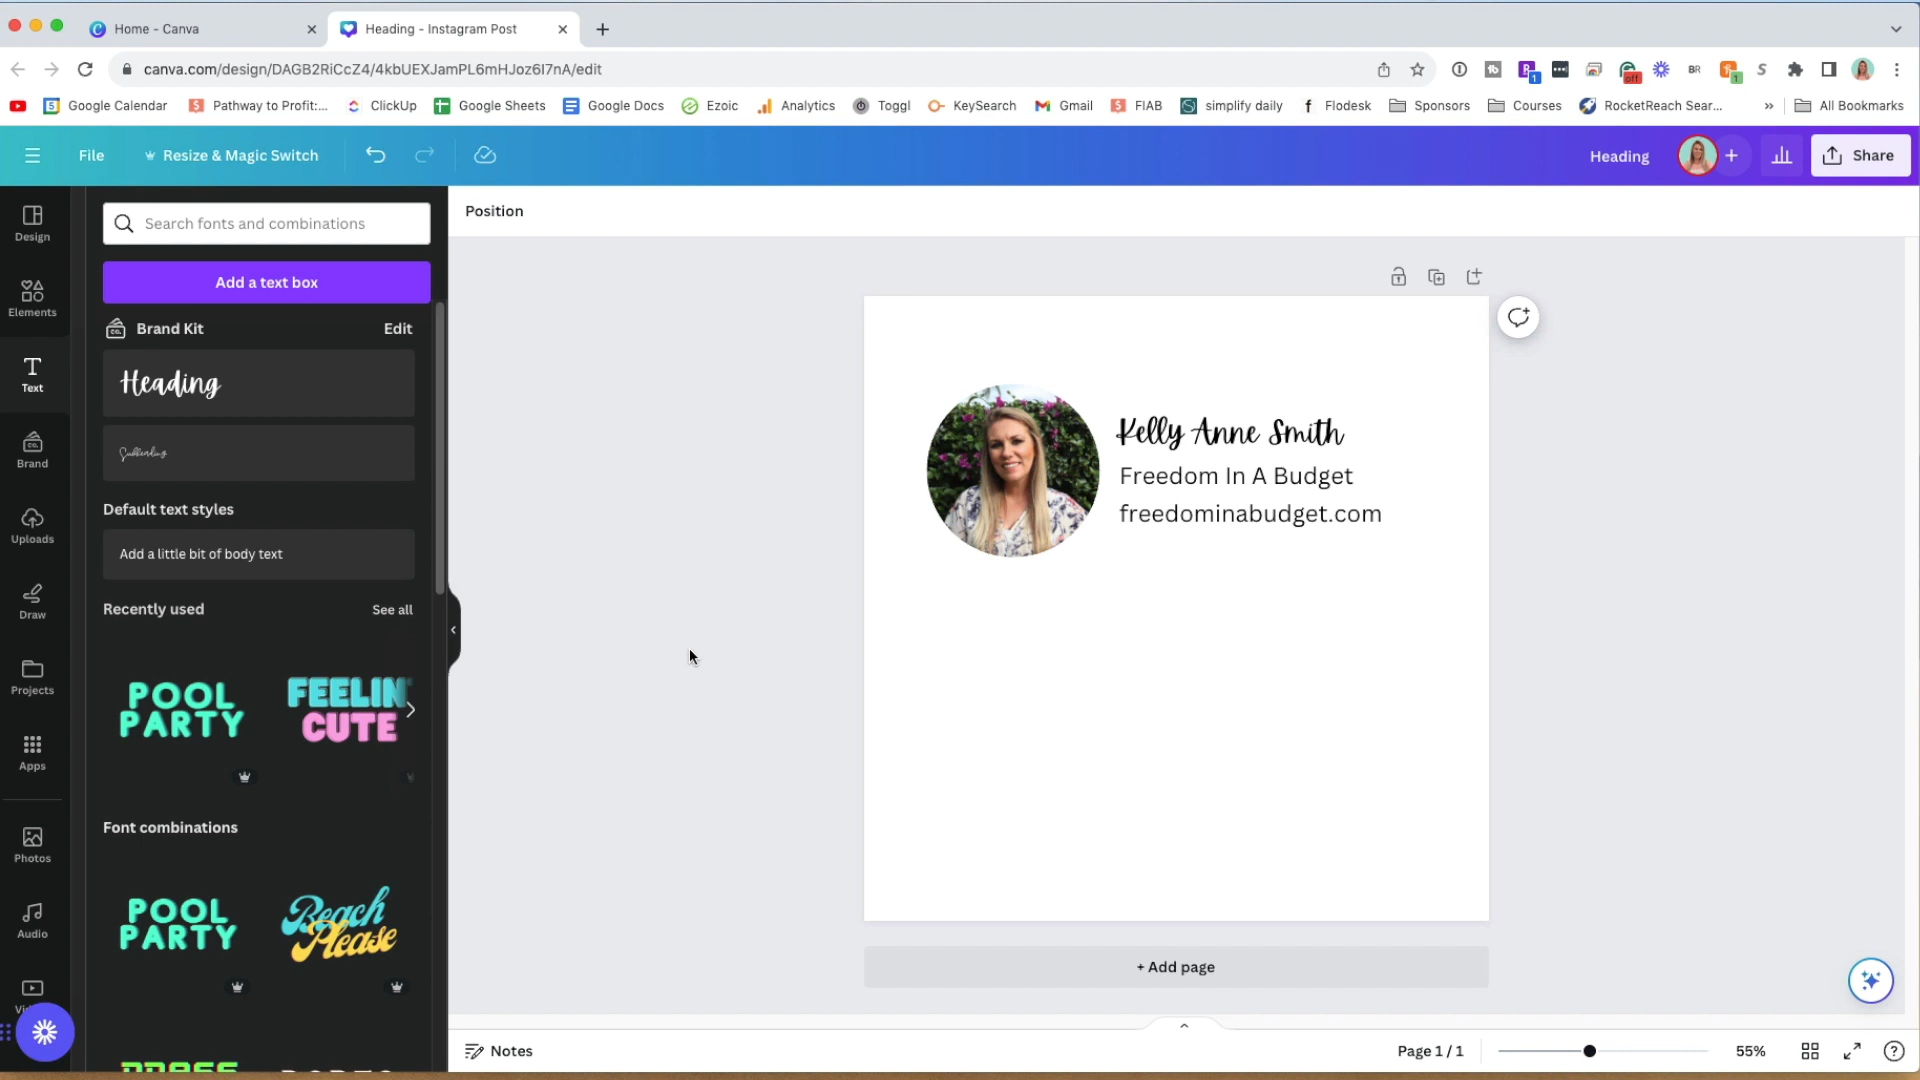 Home - Canva
Heading - Instagram Post
canva.com/design/DAGB2RiCcZ4/4kbUEXJamPL6mHJoz6I7nA/edit
Google Calendar
Pathway to Profit:...
ClickUp
Google Sheets
Google Docs
Ezoic
Analytics
Toggl
KeySearch
Gmail
FIAB
simplify daily
Flodesk
Sponsors
Courses
RocketReach Sear...
All Bookmarks
File
Resize & Magic Switch
Heading
Share
Design
Elements
Text
Brand
Uploads
Draw
Projects
Apps
Photos
Audio
Search fonts and combinations
Add a text box
Brand Kit
Edit
Heading
Subheading
Default text styles
Add a little bit of body text
Recently used
See all
POOL
PARTY
FEELIN'
CUTE
Font combinations
POOL
PARTY
Beach
Please
Position
Kelly Anne Smith
Freedom In A Budget
freedominabudget.com
+ Add page
Notes
Page 1 / 1
55%